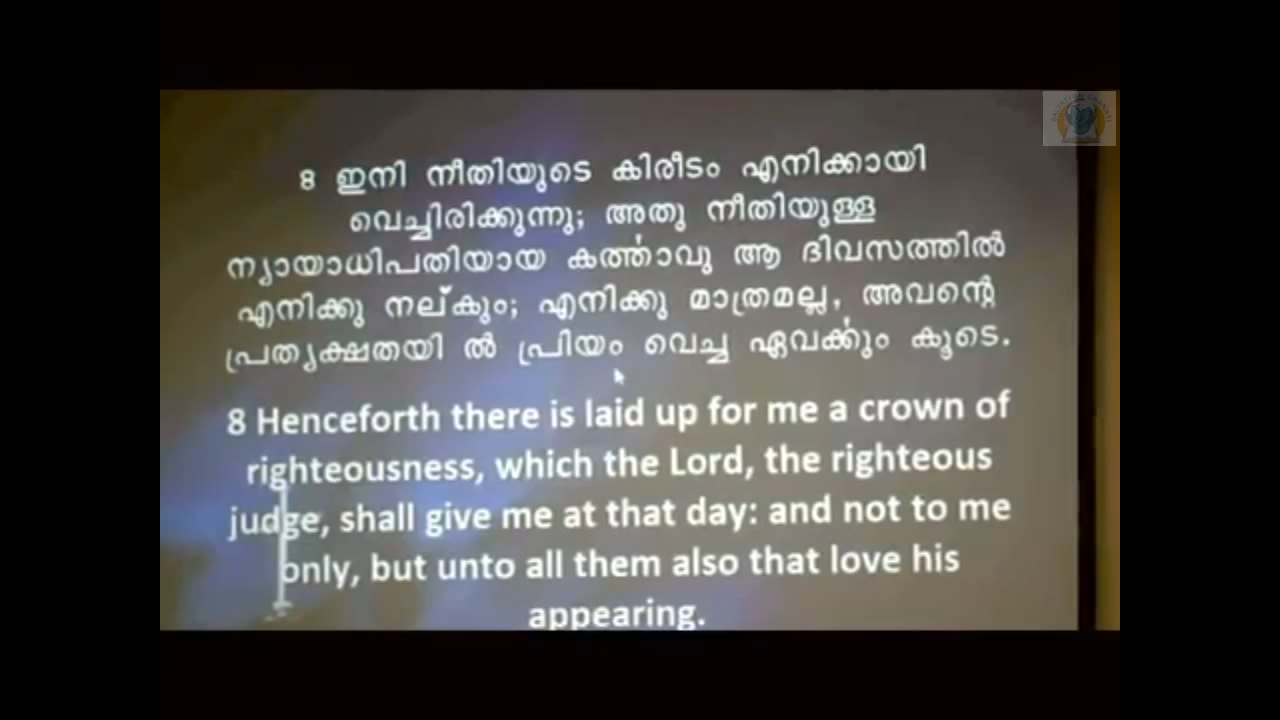 8 ഇനി നീതിയുടെ കിരീടം എനിക്കായി
വെച്ചിരിക്കുന്നു; അതു നീതിയുള്ള
ന്യായാധിപതിയായ കൎത്താവു ആ ദിവസത്തിൽ
എനിക്കു നല്കും; എനിക്കു മാത്രമല്ല, അവന്റെ
പ്രത്യക്ഷതയി ൽ പ്രിയം വെച്ച ഏവൎക്കും കൂടെ.
8 Henceforth there is laid up for me a crown of
righteousness, which the Lord, the righteous
judge, shall give me at that day: and not to me
only, but unto all them also that love his
appearing.